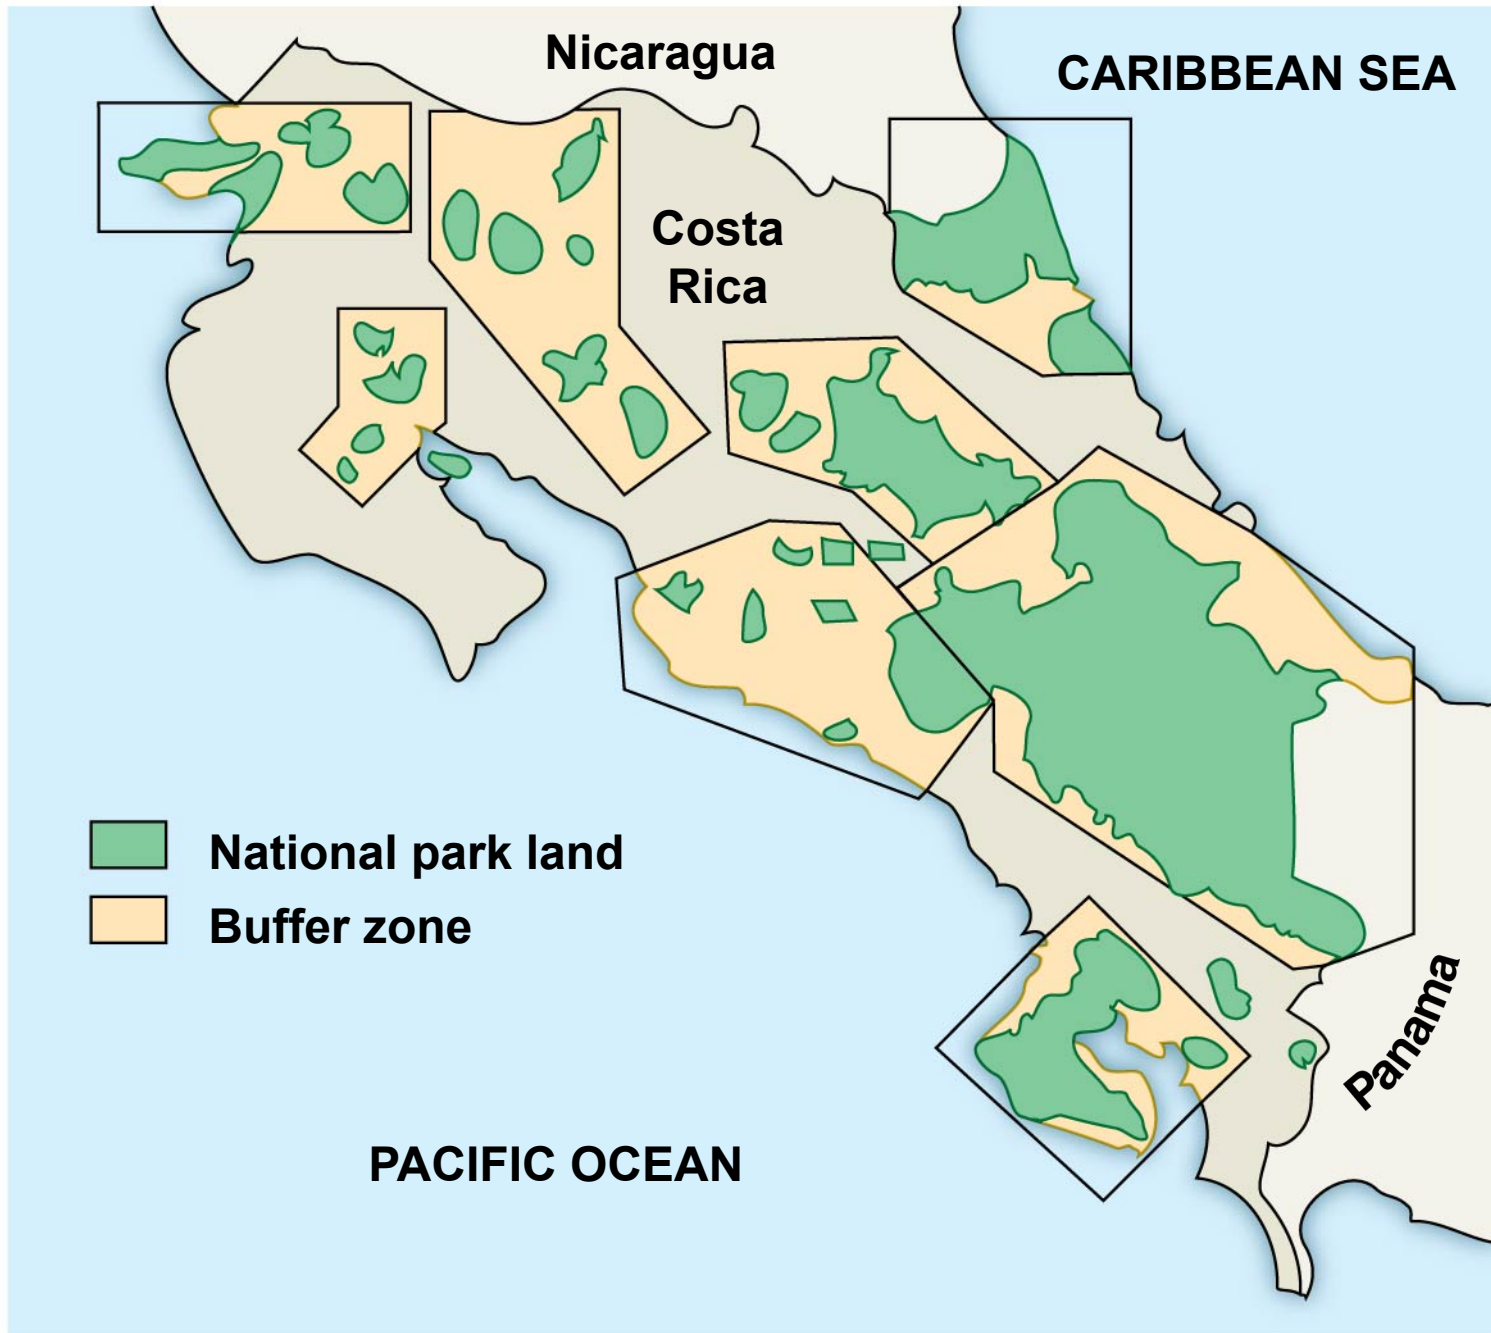 Nicaragua
CARIBBEAN SEA
Costa
Rica
National park land
Buffer zone
Panama
PACIFIC OCEAN